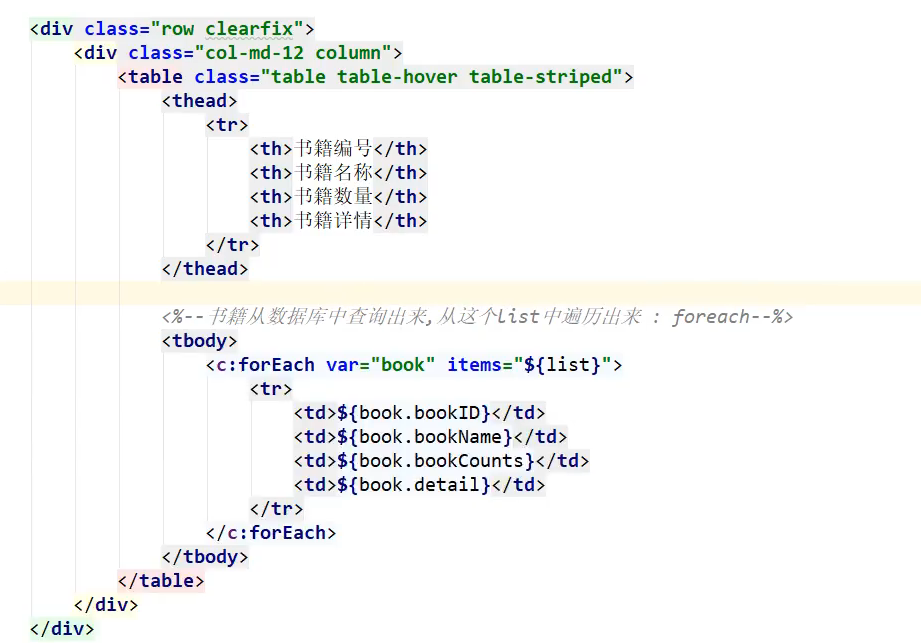 <div class="row clearfix">
<div class="col-md-12 column">
<table class="table table-hover table-striped">
<thead>
<tr>
<th>书籍编号</th>
<th>书籍名称</th>
<th>书籍数量</th>
<th>书籍详情</th>
</tr>
</thead>
<%--书籍从数据库中查询出来,从这个list中遍历出来 : foreach--%>
<tbody>
<c:forEach var="book" items="${list}">
<tr>
<td>${book.bookID}</td>
<td>${book.bookName}</td>
<td>${book.bookCounts}</td>
<td>${book.detail}</td>
</tr>
</c:forEach>
</tbody>
</table>
</div>
</div>